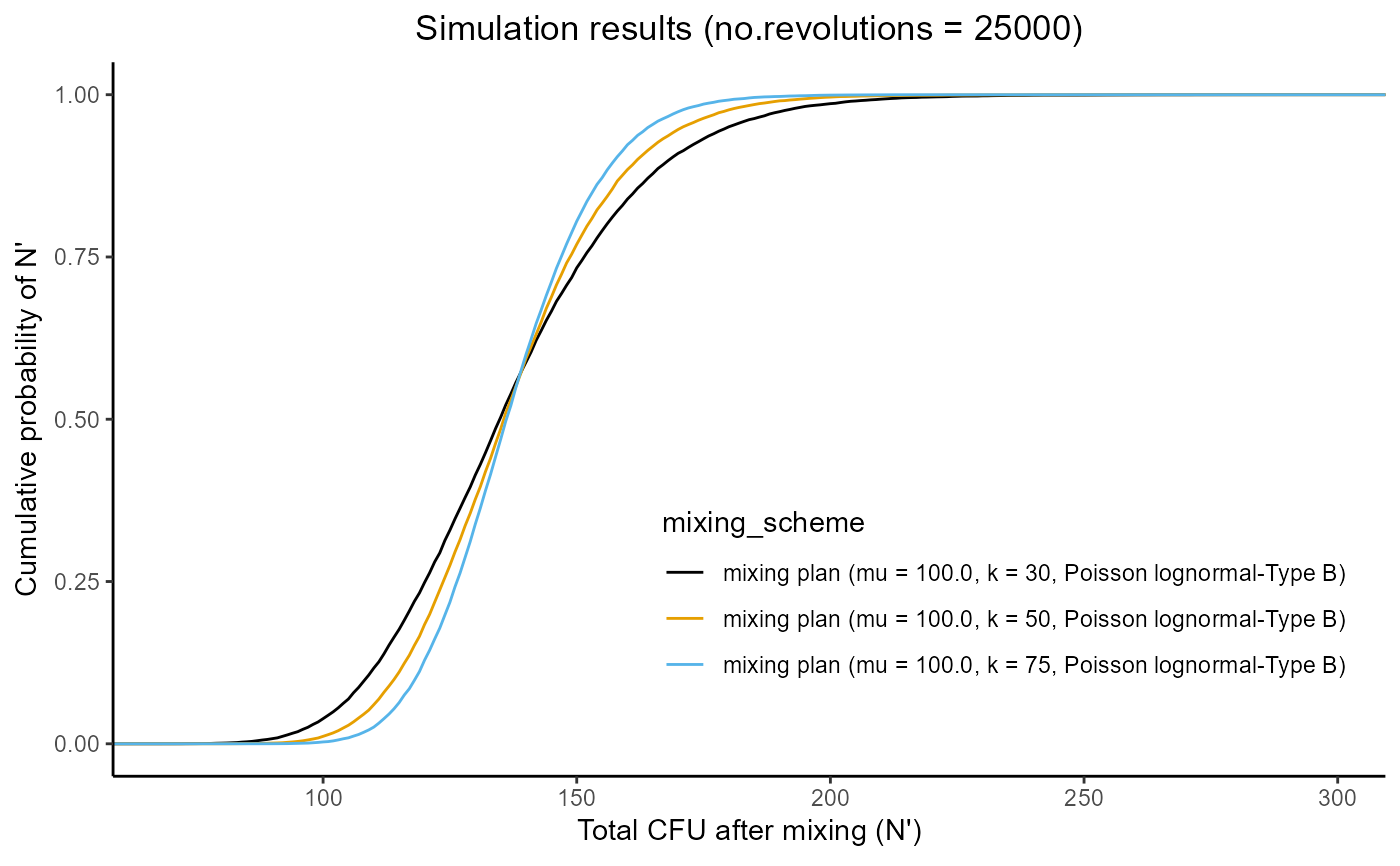 Simulation results (no.revolutions = 25000)
Cumulative probability of N'
1.00
0.75
0.50
0.25
0.00
mixing_scheme
mixing plan (mu = 100.0, k = 30, Poisson lognormal-Type B)
mixing plan (mu = 100.0, k = 50, Poisson lognormal-Type B)
mixing plan (mu = 100.0, k = 75, Poisson lognormal-Type B)
100
150
200
250
300
Total CFU after mixing (N')